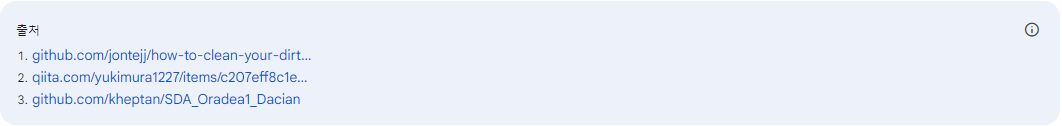 출처
1. github.com/jontejj/how-to-clean-your-dirt...
2. qiita.com/yukimura1227/items/c207eff8c1e...
3. github.com/kheptan/SDA_Oradea1_Dacian